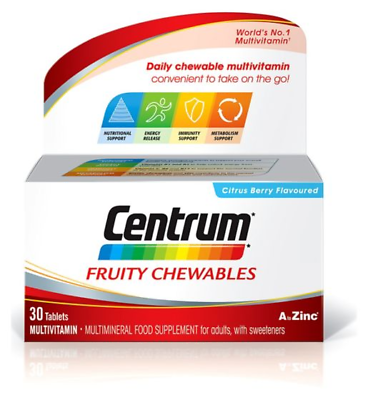 World's No.1
Multivitamin†
Daily chewable multivitamin
convenient to take on the go!
NUTRITIONAL
SUPPORT
ENERGY
RELEASE
IMMUNITY
SUPPORT
METABOLISM
SUPPORT
Citrus Berry Flavoured
Centrum*
FRUITY CHEWABLES
30 Tablets
A to Zinc*
MULTIVITAMIN - MULTIMINERAL FOOD SUPPLEMENT for adults, with sweeteners